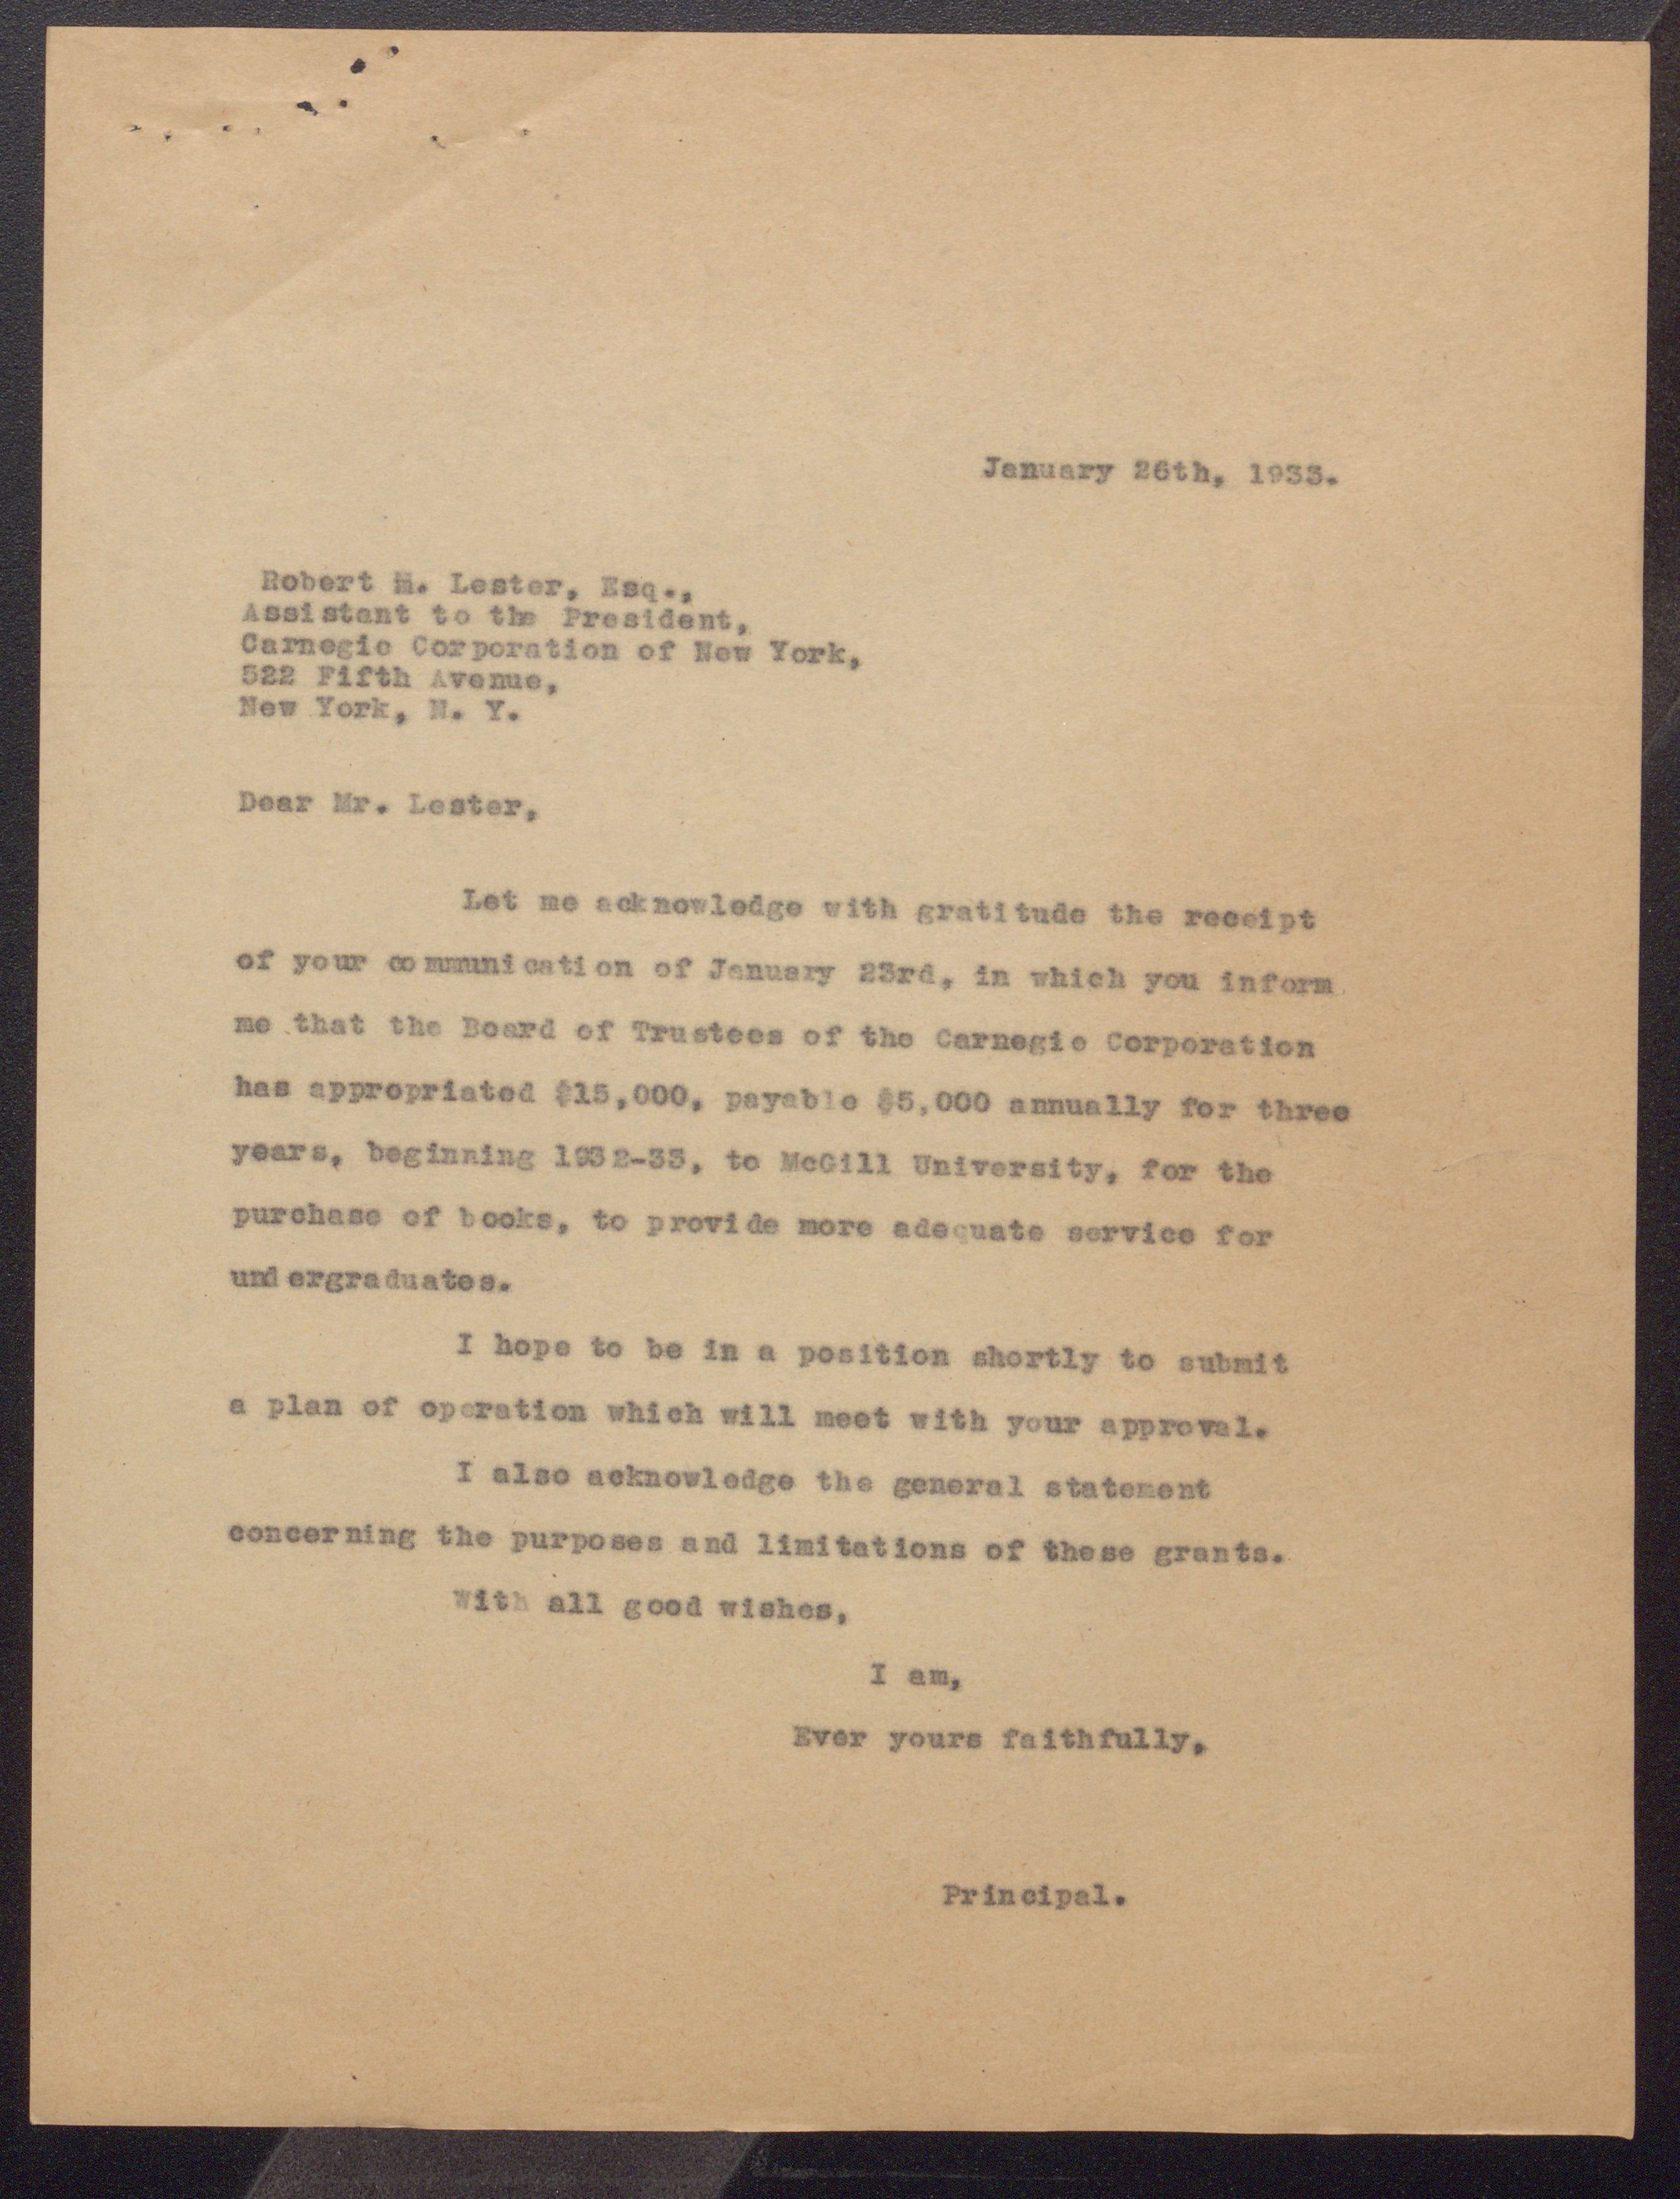 January 26th, 1933.
Robert M. Lester, Esq.,
Assistant to the President,
Carnegie Corporation of New York,
522 Fifth Avenue,
New York, N. Y.
Dear Mr. Lester,
Let me acknowledge with gratitude the receipt
of your communication of January 23rd, in which you inform
me that the Board of Trustees of the Carnegie Corporation
has appropriated $15,000, payable $5,000 annually for three
years, beginning 1932-33, to McGill University, for the
purchase of books, to provide more adequate service for
undergraduates.
I hope to be in a position shortly to submit
a plan of operation which will meet with your approval.
I also acknowledge the general statement
concerning the purposes and limitations of these grants.
With all good wishes,
I am,
Ever yours faithfully,
Principal.